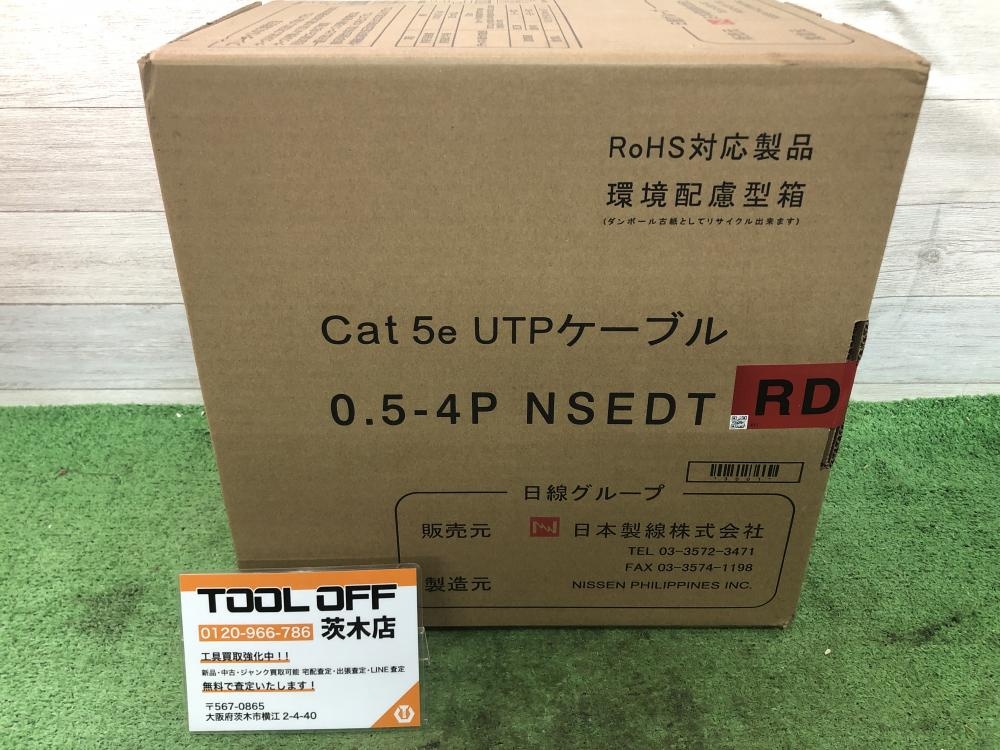 RoHS対応製品
環境配慮型箱
(ダンボール古紙としてリサイクル出来ます)
Cat 5e UTPケーブル
0.5-4P NSEDT RD
日線グループ
販売元 日本製線株式会社
TEL 03-3572-3471
FAX 03-3574-1198
製造元 NISSEN PHILIPPINES INC.
TOOL OFF
0120-966-786 茨木店
工具買取強化中!!
新品・中古・ジャンク買取可能 宅配査定・出張査定・LINE査定
無料で査定いたします!
〒567-0865
大阪府茨木市横江 2-4-40